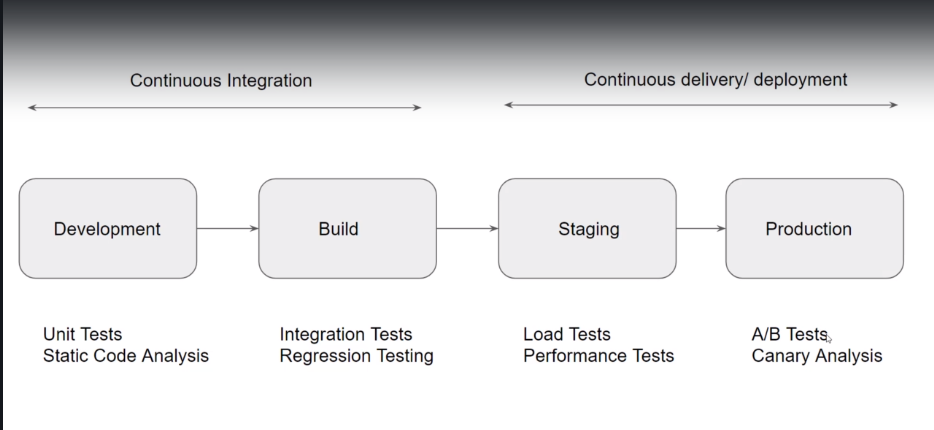 Continuous Integration
Continuous delivery/ deployment
Development
Build
Staging
Production
Unit Tests
Static Code Analysis
Integration Tests
Regression Testing
Load Tests
Performance Tests
A/B Tests
Canary Analysis